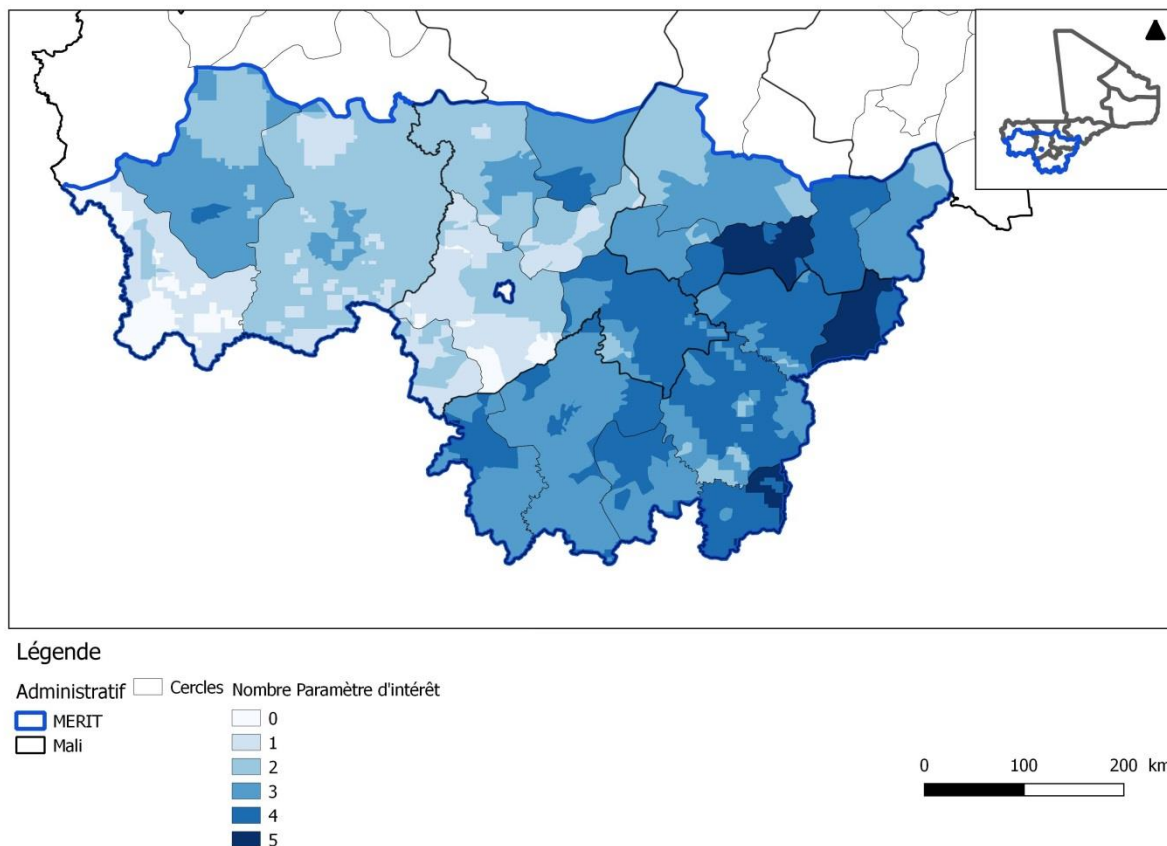 Légende
Administratif
Cercles
Nombre Paramètre d'intérêt
MERIT
Mali
0
1
2
3
4
5
0 100 200 km